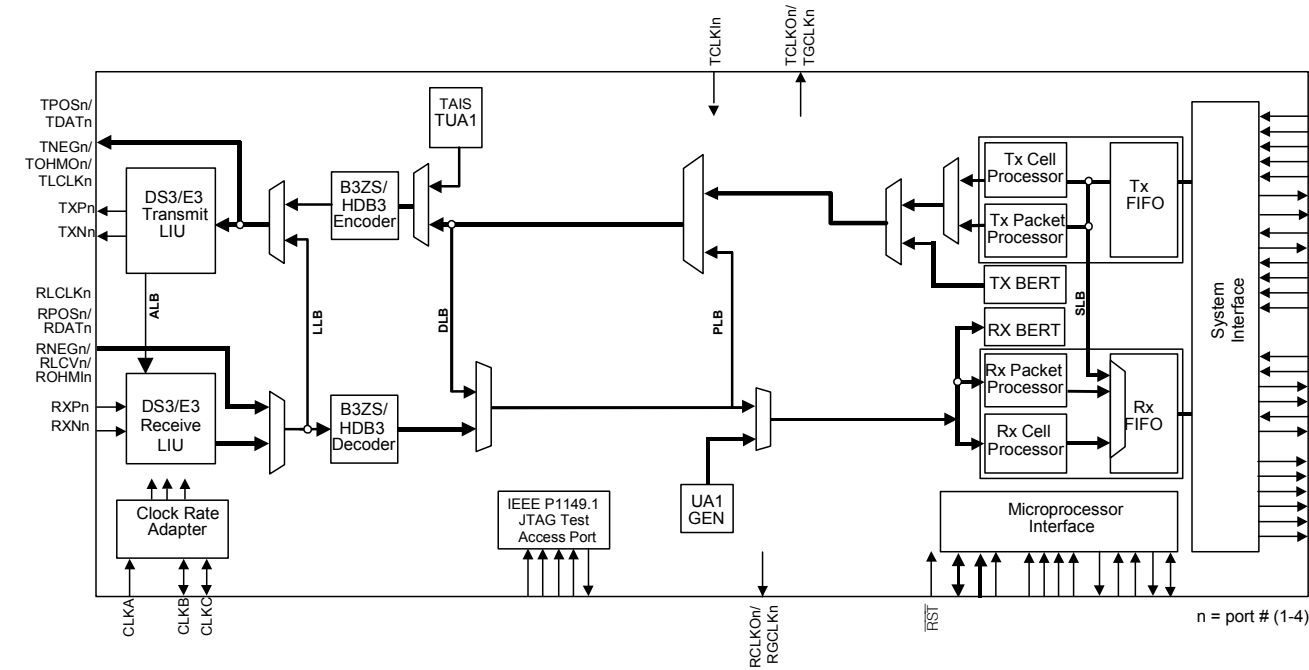 TCLKIn
TCLKOn/
TGCLKn
TPOSn/
TDATn
TNEGn/
TOHMOn/
TLCLKn
TXPn
TXNn
RLCLKn
RPOSn/
RDATn
RNEGn/
RLCVn/
ROHMIn
RXPn
RXNn
DS3/E3
Transmit
LIU
ALB
DS3/E3
Receive
LIU
Clock Rate
Adapter
CLKA
CLKB
CLKC
LLB
TAIS
TUA1
B3ZS/
HDB3
Encoder
B3ZS/
HDB3
Decoder
DLB
PLB
IEEE P1149.1
JTAG Test
Access Port
UA1
GEN
RCLKOn/
RGCLKn
Tx Cell
Processor
Tx Packet
Processor
Tx
FIFO
TX BERT
RX BERT
SLB
Rx Packet
Processor
Rx Cell
Processor
Rx
FIFO
System
Interface
Microprocessor
Interface
RST
n = port # (1-4)